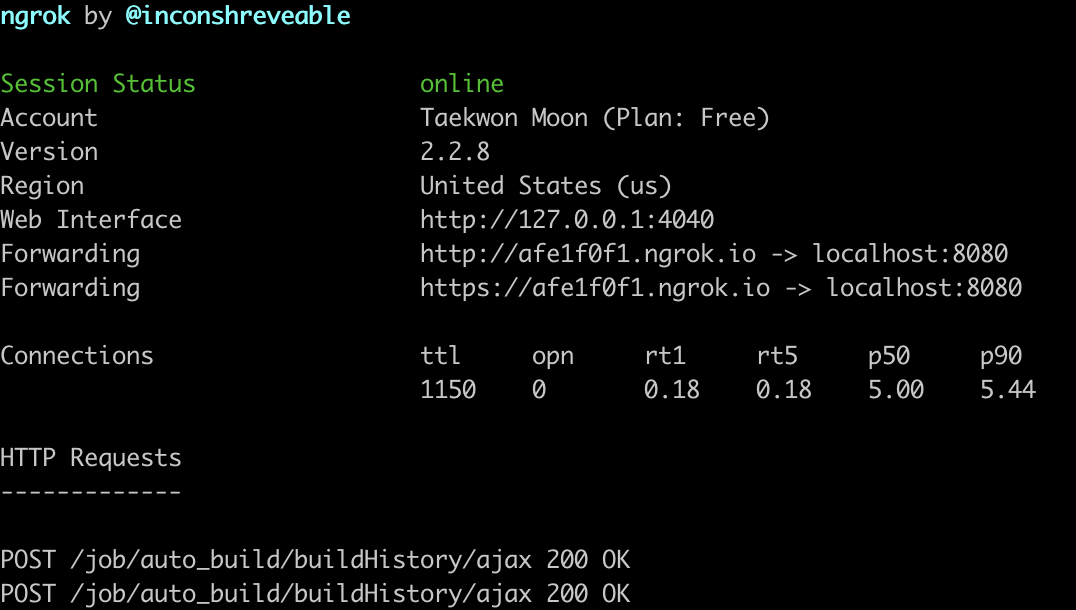 ngrok by @inconshreveable
Session Status online
Account Taekwon Moon (Plan: Free)
Version 2.2.8
Region United States (us)
Web Interface http://127.0.0.1:4040
Forwarding http://afe1f0f1.ngrok.io -> localhost:8080
Forwarding https://afe1f0f1.ngrok.io -> localhost:8080
Connections ttl opn rt1 rt5 p50 p90
1150 0 0.18 0.18 5.00 5.44
HTTP Requests
-------------
POST /job/auto_build/buildHistory/ajax 200 OK
POST /job/auto_build/buildHistory/ajax 200 OK